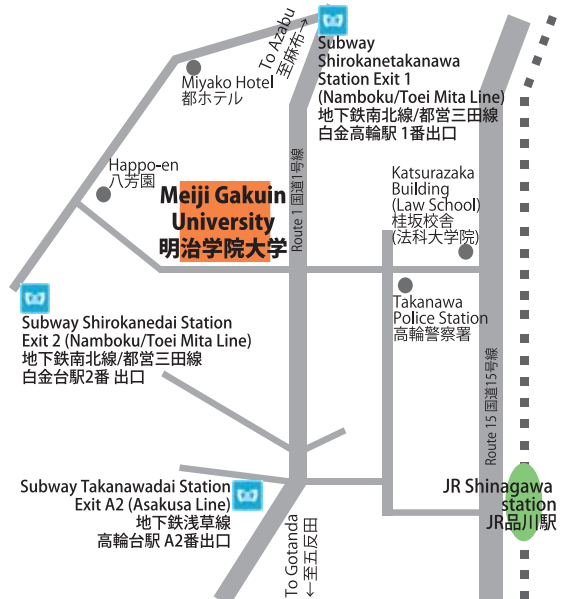 To Azabu
至麻布→
Subway
Shirokanetakanawa
Station Exit 1
(Namboku/Toei Mita Line)
地下鉄南北線/都営三田線
白金高輪駅 1番出口
Miyako Hotel
都ホテル
Happo-en
八芳園
Meiji Gakuin
University
明治学院大学
Route 1 国道1号線
Katsurazaka
Building
(Law School)
桂坂校舎
(法科大学院)
Takanawa
Police Station
高輪警察署
Subway Shirokanedai Station
Exit 2 (Namboku/Toei Mita Line)
地下鉄南北線/都営三田線
白金台駅2番 出口
Route 15 国道15号線
Subway Takanawadai Station
Exit A2 (Asakusa Line)
地下鉄浅草線
高輪台駅 A2番出口
JR Shinagawa
station
JR品川駅
To Gotanda
←至五反田